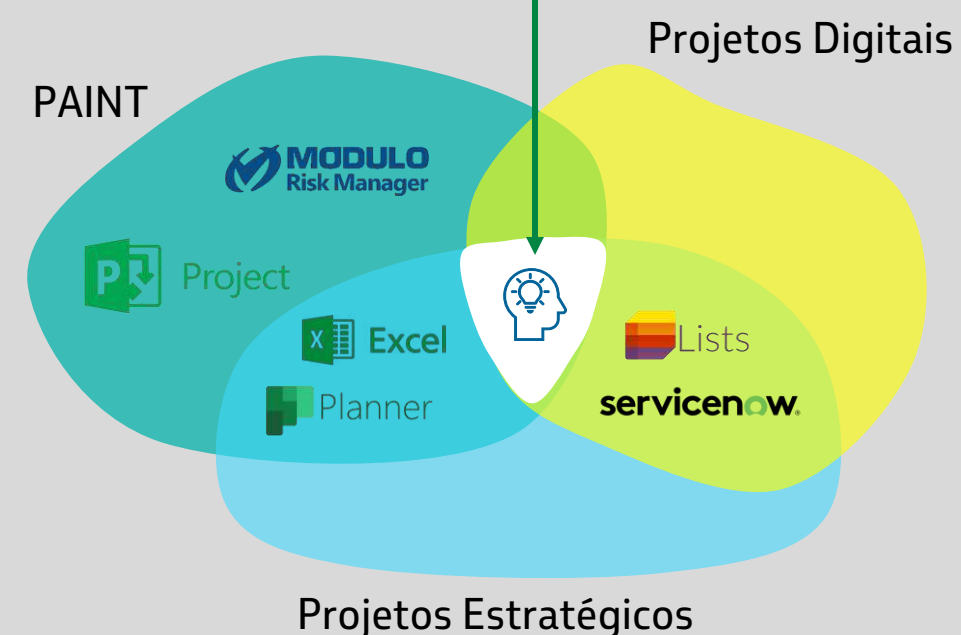 Projetos Digitais
PAINT
MODULO
Risk Manager
P
Project
X
Excel
Lists
Planner
servicenow.
Projetos Estratégicos